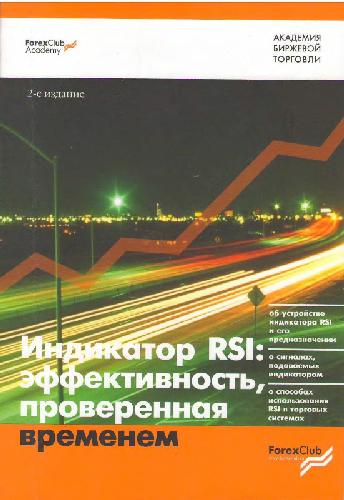 ForexClub
Academy
АКАДЕМИЯ
БИРЖЕВОЙ
ТОРГОВЛИ
2-е издание
об устройстве
индикатора RSI
и его
предназначении
о сигналах,
подаваемых
индикатором
о способах
использования
RSI в торговых
системах
Индикатор RSI:
эффективность,
проверенная
временем
ForexClub